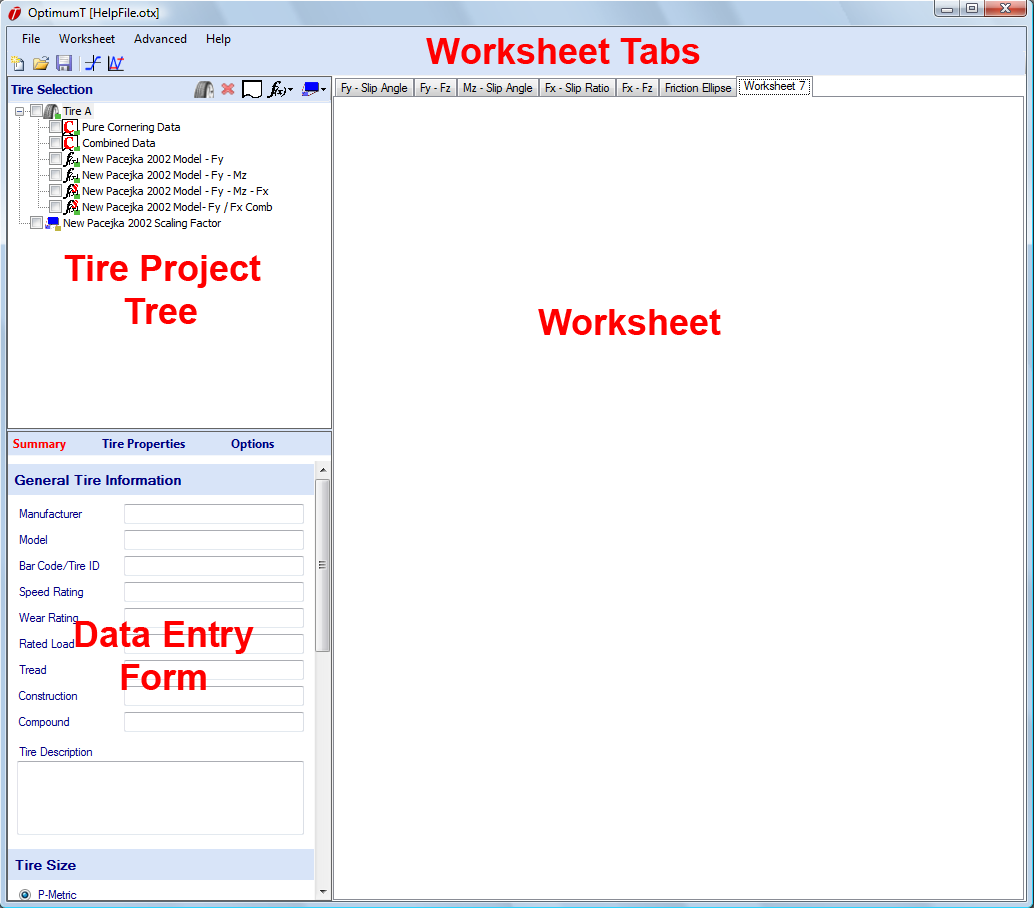 OptimumT [HelpFile.otx]
File Worksheet Advanced Help
Worksheet Tabs
Tire Selection
f(x)
Fy - Slip Angle Fy - Fz Mz - Slip Angle Fx - Slip Ratio Fx - Fz Friction Ellipse Worksheet 7
Tire A
Pure Cornering Data
Combined Data
New Pacejka 2002 Model - Fy
New Pacejka 2002 Model - Fy - Mz
New Pacejka 2002 Model - Fy - Mz - Fx
New Pacejka 2002 Model- Fy / Fx Comb
New Pacejka 2002 Scaling Factor
Tire Project
Tree
Worksheet
Summary Tire Properties Options
General Tire Information
Manufacturer
Model
Bar Code/Tire ID
Speed Rating
Wear Rating
Rated Load
Data Entry
Form
Tread
Construction
Compound
Tire Description
Tire Size
P-Metric